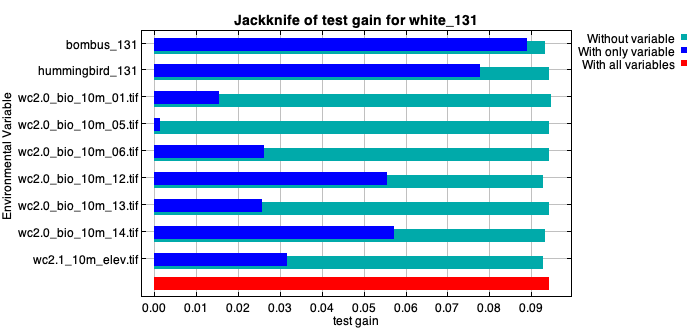 Jackknife of test gain for white_131
Without variable
With only variable
With all variables
Environmental Variable
bombus_131
hummingbird_131
wc2.0_bio_10m_01.tif
wc2.0_bio_10m_05.tif
wc2.0_bio_10m_06.tif
wc2.0_bio_10m_12.tif
wc2.0_bio_10m_13.tif
wc2.0_bio_10m_14.tif
wc2.1_10m_elev.tif
0.00 0.01 0.02 0.03 0.04 0.05 0.06 0.07 0.08 0.09
test gain